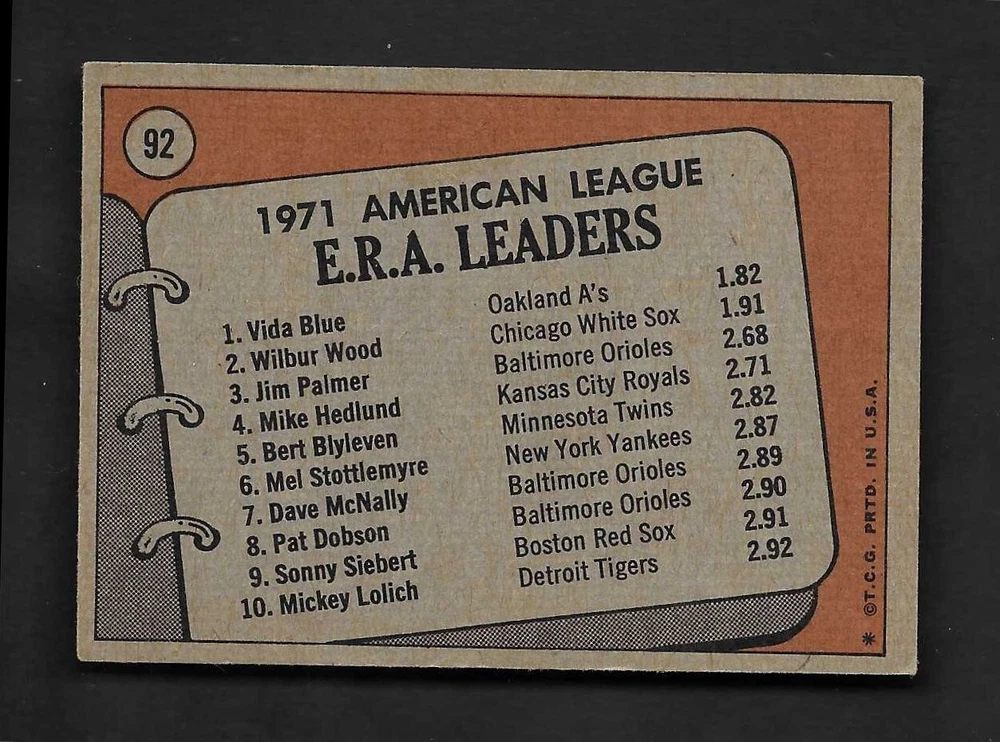 92
1971 AMERICAN LEAGUE
E.R.A. LEADERS
1. Vida Blue Oakland A's 1.82
2. Wilbur Wood Chicago White Sox 1.91
3. Jim Palmer Baltimore Orioles 2.68
4. Mike Hedlund Kansas City Royals 2.71
5. Bert Blyleven Minnesota Twins 2.82
6. Mel Stottlemyre New York Yankees 2.87
7. Dave McNally Baltimore Orioles 2.89
8. Pat Dobson Baltimore Orioles 2.90
9. Sonny Siebert Boston Red Sox 2.91
10. Mickey Lolich Detroit Tigers 2.92
* ©T.C.G. PRTD. IN U.S.A.